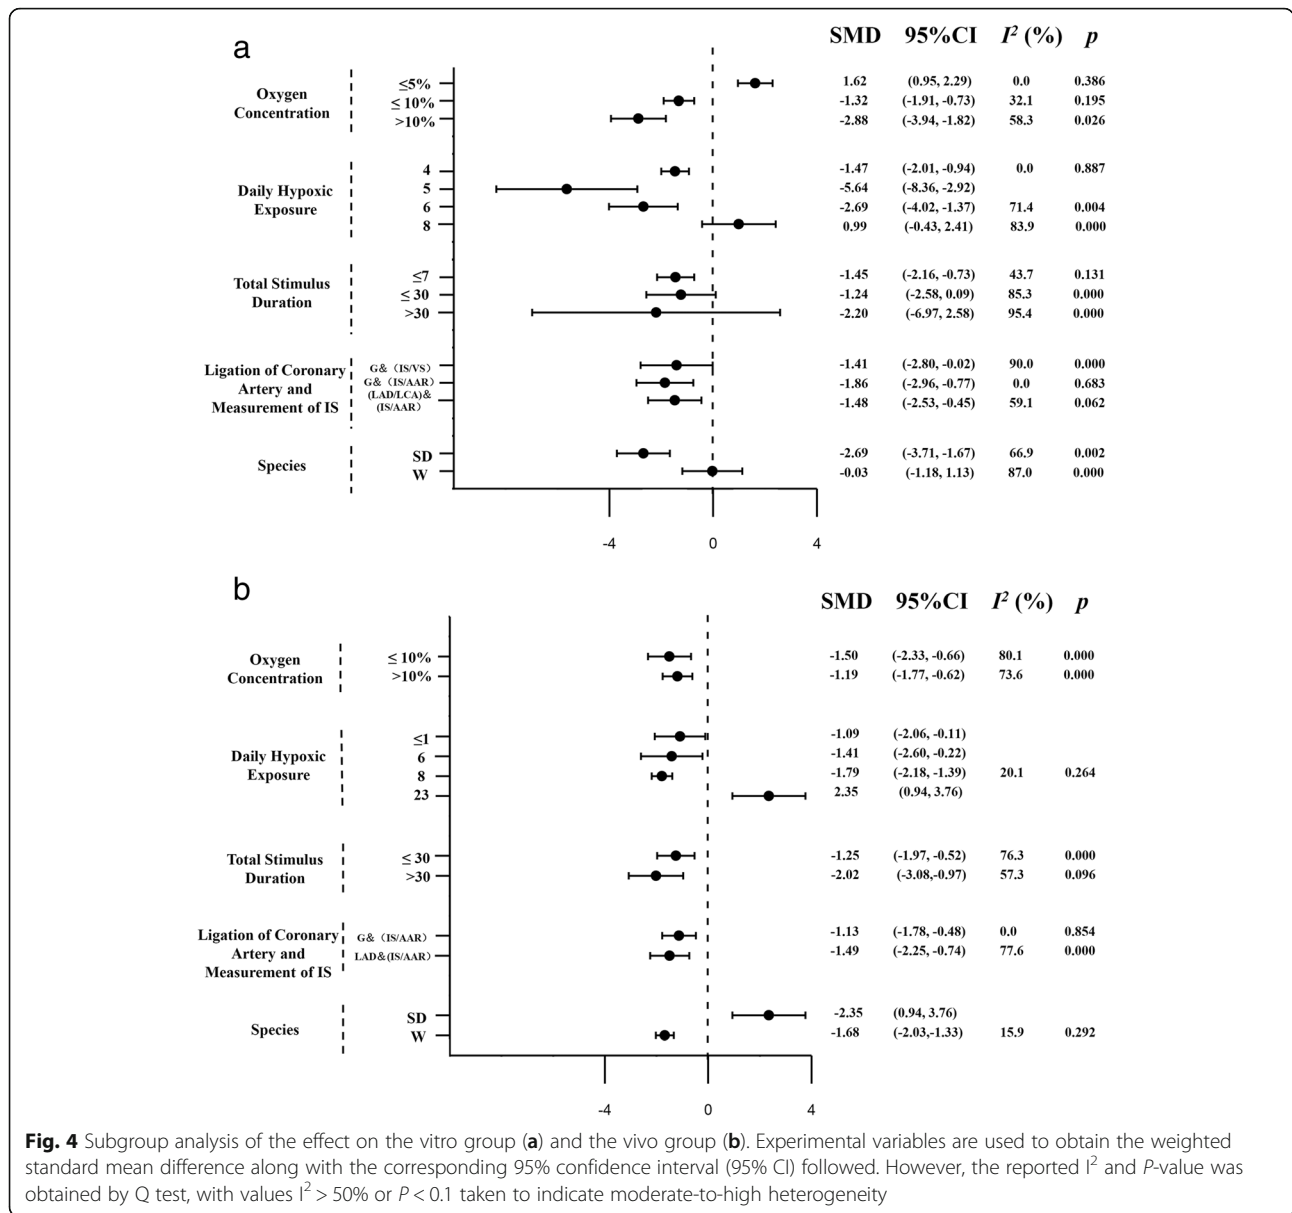 a
SMD 95%CI I² (%) p
Oxygen Concentration
≤5% 1.62 (0.95, 2.29) 0.0 0.386
≤ 10% -1.32 (-1.91, -0.73) 32.1 0.195
>10% -2.88 (-3.94, -1.82) 58.3 0.026
Daily Hypoxic Exposure
4 -1.47 (-2.01, -0.94) 0.0 0.887
5 -5.64 (-8.36, -2.92)
6 -2.69 (-4.02, -1.37) 71.4 0.004
8 0.99 (-0.43, 2.41) 83.9 0.000
Total Stimulus Duration
≤7 -1.45 (-2.16, -0.73) 43.7 0.131
≤ 30 -1.24 (-2.58, 0.09) 85.3 0.000
>30 -2.20 (-6.97, 2.58) 95.4 0.000
Ligation of Coronary Artery and Measurement of IS
G&（IS/VS） -1.41 (-2.80, -0.02) 90.0 0.000
G&（IS/AAR） -1.86 (-2.96, -0.77) 0.0 0.683
(LAD/LCA)& (IS/AAR) -1.48 (-2.53, -0.45) 59.1 0.062
Species
SD -2.69 (-3.71, -1.67) 66.9 0.002
W -0.03 (-1.18, 1.13) 87.0 0.000
-4 0 4
b
SMD 95%CI I² (%) p
Oxygen Concentration
≤ 10% -1.50 (-2.33, -0.66) 80.1 0.000
>10% -1.19 (-1.77, -0.62) 73.6 0.000
Daily Hypoxic Exposure
≤1 -1.09 (-2.06, -0.11)
6 -1.41 (-2.60, -0.22)
8 -1.79 (-2.18, -1.39) 20.1 0.264
23 2.35 (0.94, 3.76)
Total Stimulus Duration
≤ 30 -1.25 (-1.97, -0.52) 76.3 0.000
>30 -2.02 (-3.08,-0.97) 57.3 0.096
Ligation of Coronary Artery and Measurement of IS
G&（IS/AAR） -1.13 (-1.78, -0.48) 0.0 0.854
LAD&(IS/AAR) -1.49 (-2.25, -0.74) 77.6 0.000
Species
SD -2.35 (0.94, 3.76)
W -1.68 (-2.03,-1.33) 15.9 0.292
-4 0 4
Fig. 4 Subgroup analysis of the effect on the vitro group (a) and the vivo group (b). Experimental variables are used to obtain the weighted
standard mean difference along with the corresponding 95% confidence interval (95% CI) followed. However, the reported I² and P-value was
obtained by Q test, with values I² > 50% or P < 0.1 taken to indicate moderate-to-high heterogeneity